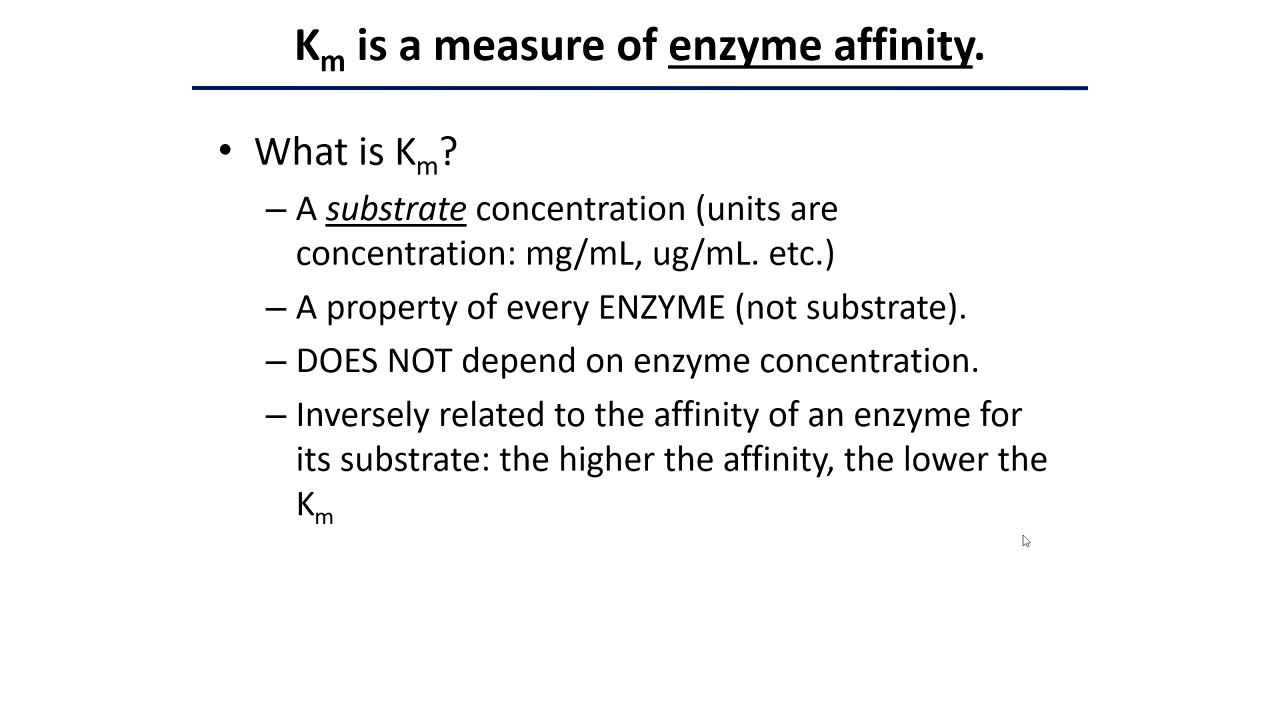 Km is a measure of enzyme affinity.
• What is Km?
– A substrate concentration (units are
concentration: mg/mL, ug/mL. etc.)
– A property of every ENZYME (not substrate).
– DOES NOT depend on enzyme concentration.
– Inversely related to the affinity of an enzyme for
its substrate: the higher the affinity, the lower the
Km